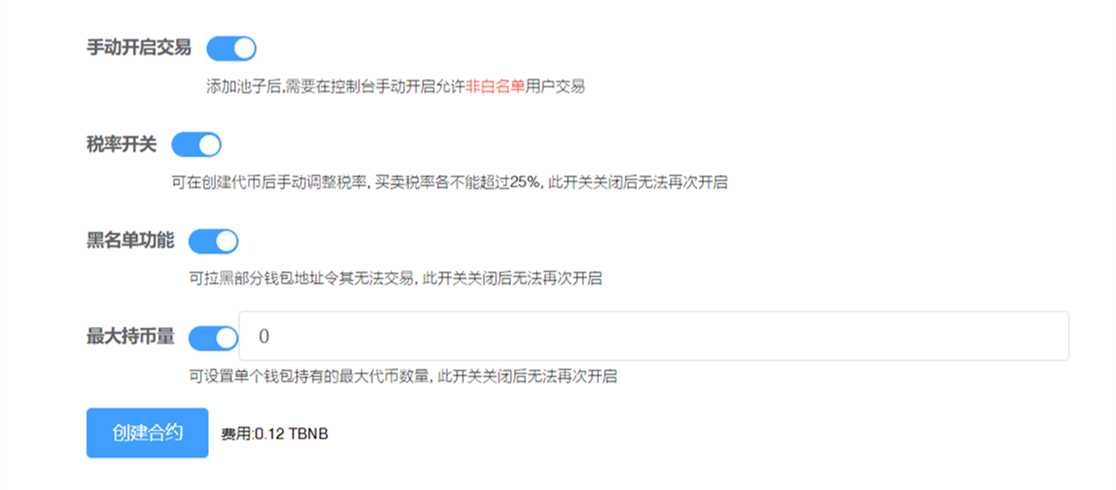 手动开启交易
添加池子后,需要在控制台手动开启允许非白名单用户交易
税率开关
可在创建代币后手动调整税率, 买卖税率各不能超过25%, 此开关关闭后无法再次开启
黑名单功能
可拉黑部分钱包地址令其无法交易, 此开关关闭后无法再次开启
最大持币量 0
可设置单个钱包持有的最大代币数量, 此开关关闭后无法再次开启
创建合约 费用:0.12 TBNB